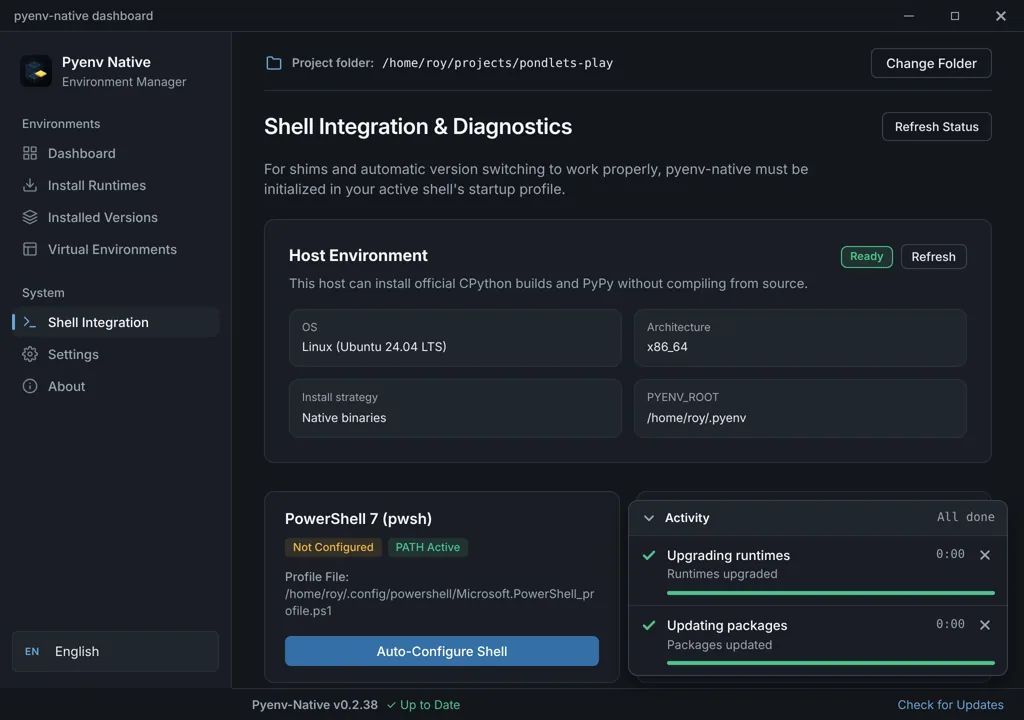 pyenv-native dashboard
Pyenv Native
Environment Manager
Environments
Dashboard
Install Runtimes
Installed Versions
Virtual Environments
System
Shell Integration
Settings
About
EN English
Project folder: /home/roy/projects/pondlets-play
Change Folder
Shell Integration & Diagnostics
Refresh Status
For shims and automatic version switching to work properly, pyenv-native must be
initialized in your active shell's startup profile.
Host Environment
Ready
Refresh
This host can install official CPython builds and PyPy without compiling from source.
OS
Linux (Ubuntu 24.04 LTS)
Architecture
x86_64
Install strategy
Native binaries
PYENV_ROOT
/home/roy/.pyenv
PowerShell 7 (pwsh)
Not Configured
PATH Active
Profile File:
/home/roy/.config/powershell/Microsoft.PowerShell_pr
ofile.ps1
Auto-Configure Shell
Activity
All done
Upgrading runtimes
0:00
Runtimes upgraded
Updating packages
0:00
Packages updated
Pyenv-Native v0.2.38
Up to Date
Check for Updates